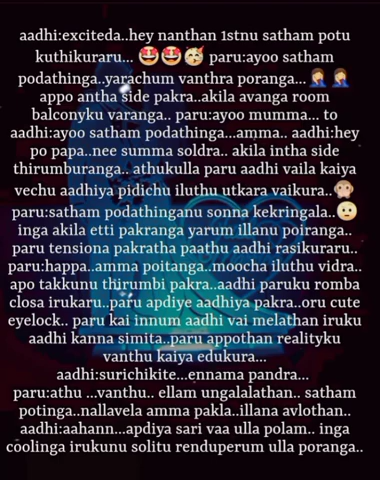 aadhi:exciteda..hey nanthan 1stnu satham potu
kuthikuraru... 🤩🤩🥳 paru:ayoo satham
podathinga..yarachum vanthra poranga...🤦🤦
appo antha side pakra..akila avanga room
balconyku varanga.. paru:ayoo mumma... to
aadhi:ayoo satham podathinga...amma.. aadhi:hey
po papa..nee summa soldra.. akila intha side
thirumburanga.. athukulla paru aadhi vaila kaiya
vechu aadhiya pidichu iluthu utkara vaikura..🙊
paru:satham podathinganu sonna kekringala..🫡
inga akila etti pakranga yarum illanu poiranga..
paru tensiona pakratha paathu aadhi rasikuraru..
paru:happa..amma poitanga..moocha iluthu vidra..
apo takkunu thirumbi pakra..aadhi paruku romba
closa irukaru..paru apdiye aadhiya pakra..oru cute
eyelock.. paru kai innum aadhi vai melathan iruku
aadhi kanna simita..paru appothan realityku
vanthu kaiya edukura...
aadhi:surichikite...ennama pandra...
paru:athu ...vanthu.. ellam ungalalathan.. satham
potinga..nallavela amma pakla..illana avlothan..
aadhi:aahann...apdiya sari vaa ulla polam.. inga
coolinga irukunu solitu renduperum ulla poranga..